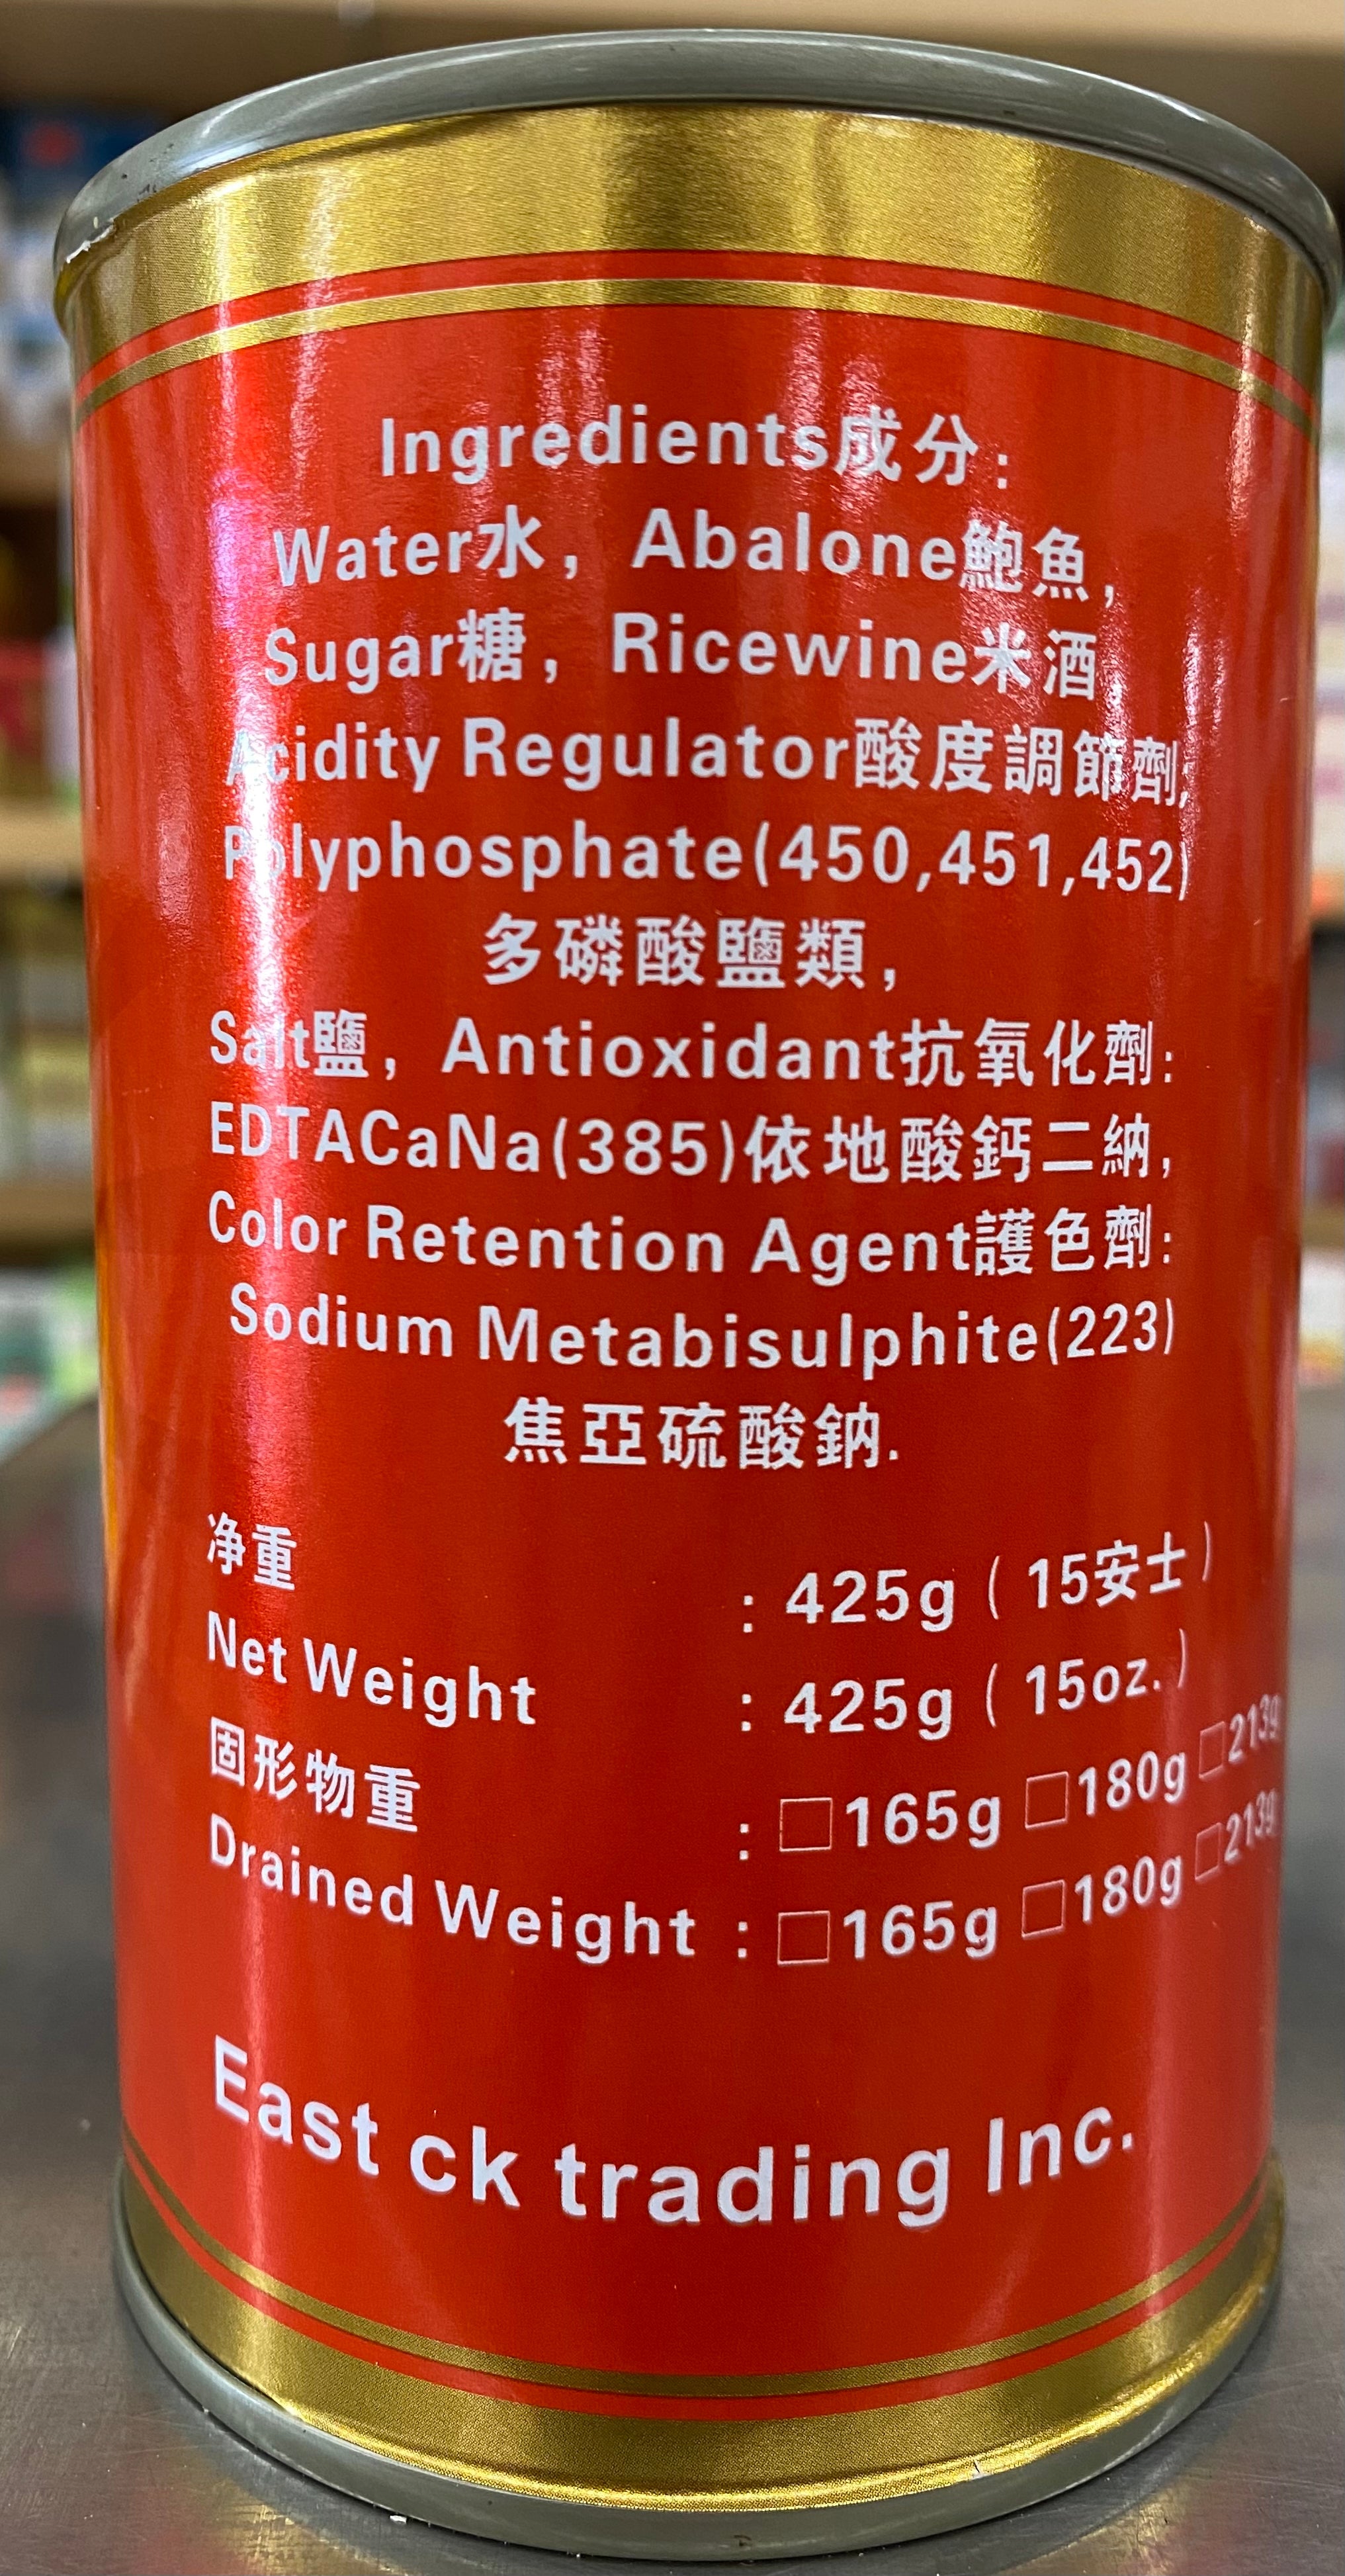 Ingredients成分:
Water水, Abalone鮑魚,
Sugar糖, Ricewine米酒,
Acidity Regulator酸度調節劑;
Polyphosphate(450,451,452)
多磷酸鹽類,
Salt鹽, Antioxidant抗氧化劑:
EDTACaNa(385)依地酸鈣二納,
Color Retention Agent護色劑:
Sodium Metabisulphite(223)
焦亞硫酸鈉.
净重 : 425g ( 15安士 )
Net Weight : 425g ( 15oz. )
固形物重 : □165g □180g □213g
Drained Weight : □165g □180g □213g
East ck trading Inc.